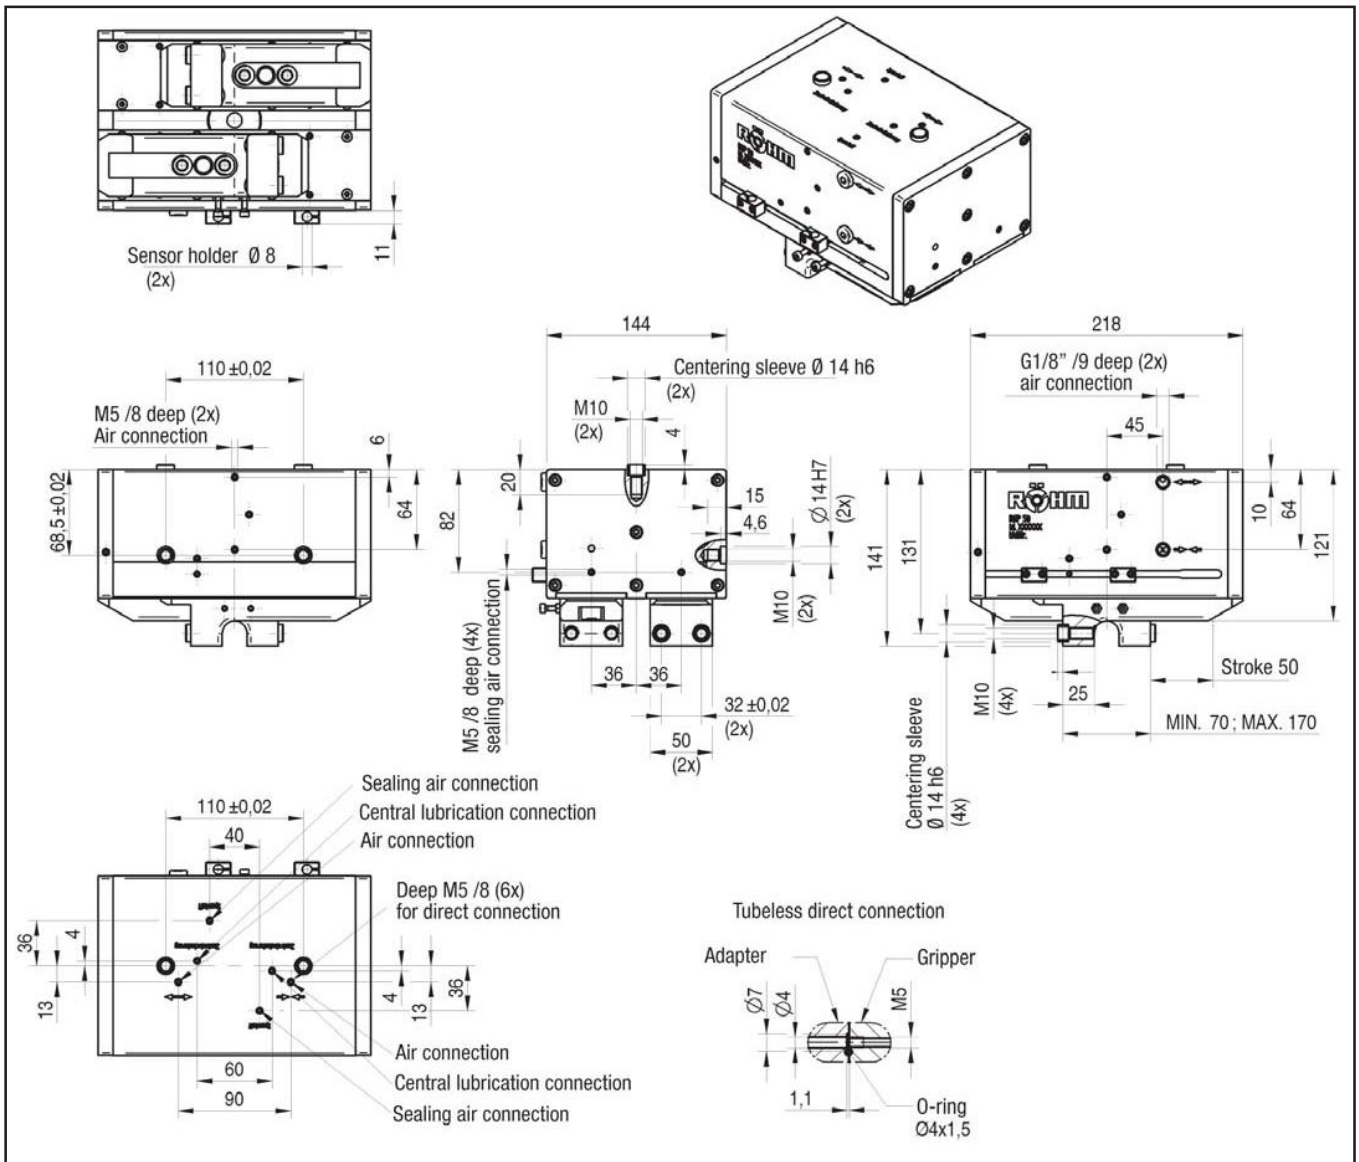 Sensor holder Ø 8
(2x)
11
RÖHM
110 ±0,02
M5 /8 deep (2x)
Air connection
6
68,5 ±0,02
64
144
Centering sleeve Ø 14 h6
(2x)
M10
(2x)
4
20
82
15
4,6
Ø 14 H7
(2x)
M10
(2x)
M5 /8 deep (4x)
sealing air connection
36
36
32 ±0,02
(2x)
50
(2x)
218
G1/8” /9 deep (2x)
air connection
45
RÖHM
141
131
10
64
121
M10
(4x)
25
Stroke 50
MIN. 70 ; MAX. 170
Centering sleeve
Ø 14 h6
(4x)
Sealing air connection
110 ±0,02
Central lubrication connection
40
Air connection
Deep M5 /8 (6x)
for direct connection
36
4
13
4
13
36
Air connection
60
Central lubrication connection
90
Sealing air connection
Tubeless direct connection
Adapter
Gripper
Ø7
Ø4
M5
1,1
O-ring
Ø4x1,5